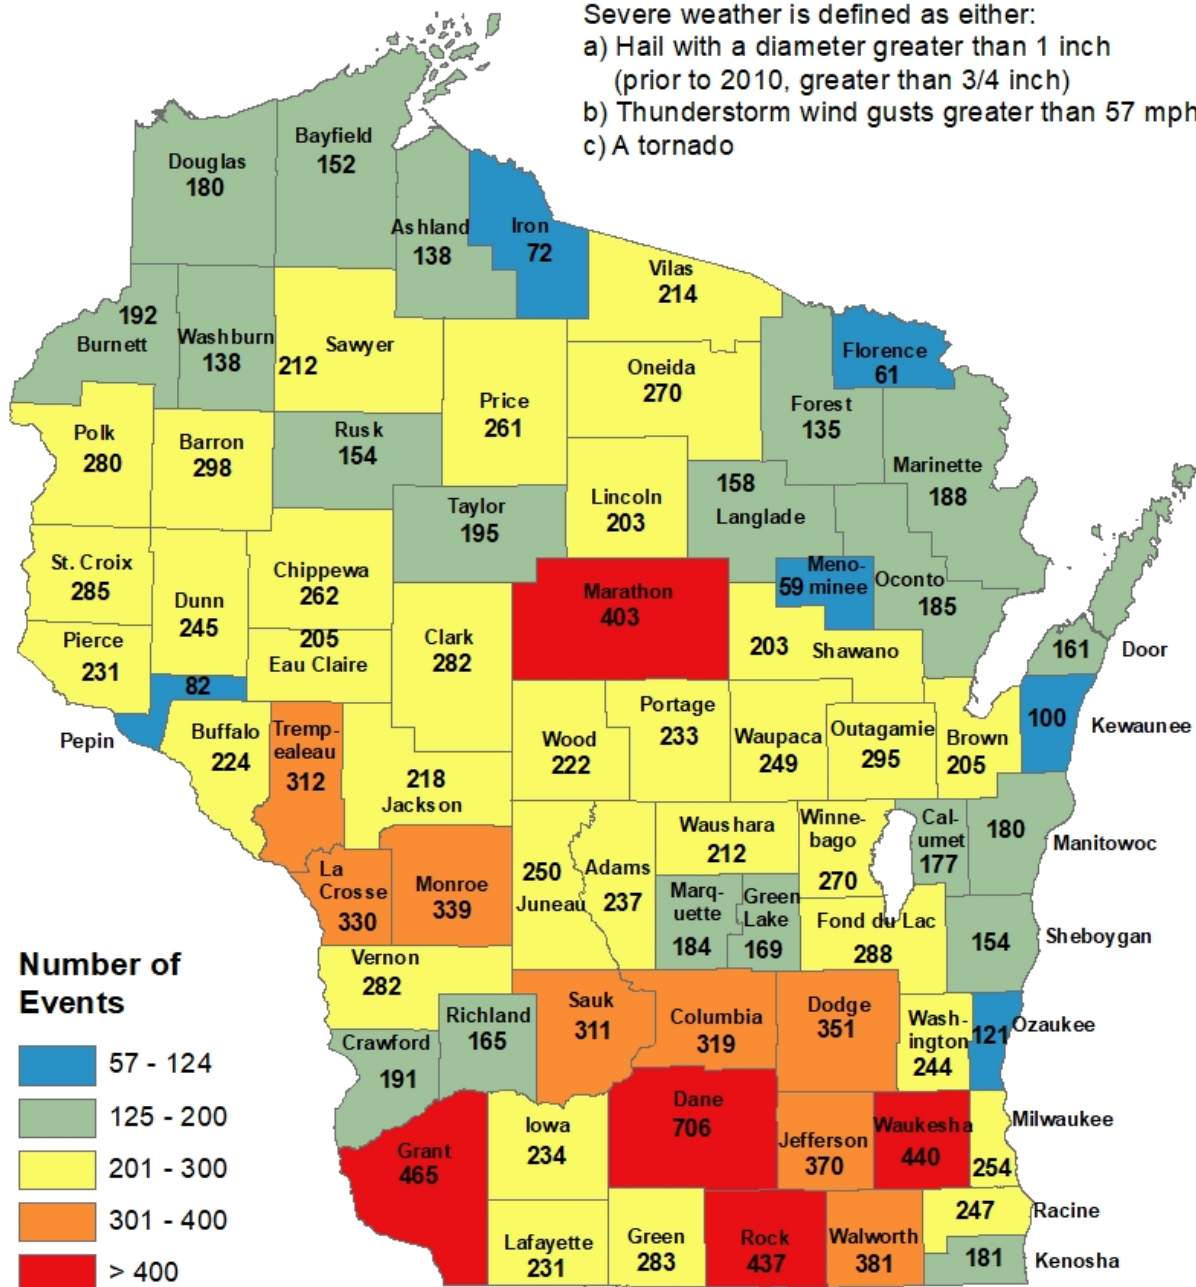 Severe weather is defined as either:
a) Hail with a diameter greater than 1 inch
(prior to 2010, greater than 3/4 inch)
b) Thunderstorm wind gusts greater than 57 mph
c) A tornado
Douglas
180
Bayfield
152
Ashland
138
Iron
72
Vilas
214
192
Burnett
Washburn
138
212
Sawyer
Price
261
Oneida
270
Florence
61
Forest
135
Marinette
188
Polk
280
Barron
298
Rusk
154
Taylor
195
Lincoln
203
158
Langlade
St. Croix
285
Dunn
245
Chippewa
262
Marathon
403
Meno-
59 minee
Oconto
185
Pierce
231
205
Eau Claire
Clark
282
203
Shawano
161
Door
82
Pepin
Buffalo
224
Tremp-
ealeau
312
218
Jackson
Wood
222
Portage
233
Waupaca
249
Outagamie
295
Brown
205
100
Kewaunee
La
Crosse
330
Monroe
339
250
Juneau
Adams
237
Waushara
212
Winne-
bago
270
Cal-
umet
177
180
Manitowoc
Marq-
uette
184
Green
Lake
169
Fond du Lac
288
154
Sheboygan
Vernon
282
Richland
165
Sauk
311
Columbia
319
Dodge
351
Wash-
ington
244
121
Ozaukee
Crawford
191
Grant
465
Iowa
234
Dane
706
Jefferson
370
Waukesha
440
Milwaukee
254
Lafayette
231
Green
283
Rock
437
Walworth
381
247
Racine
181
Kenosha
Number of
Events
57 - 124
125 - 200
201 - 300
301 - 400
> 400